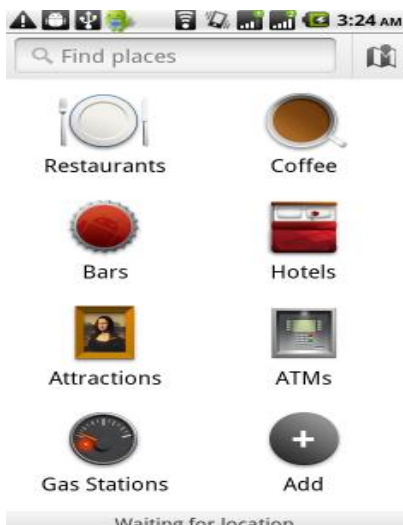 3:24 AM
Find places
Restaurants
Coffee
Bars
Hotels
Attractions
ATMs
Gas Stations
Add
Waiting for location